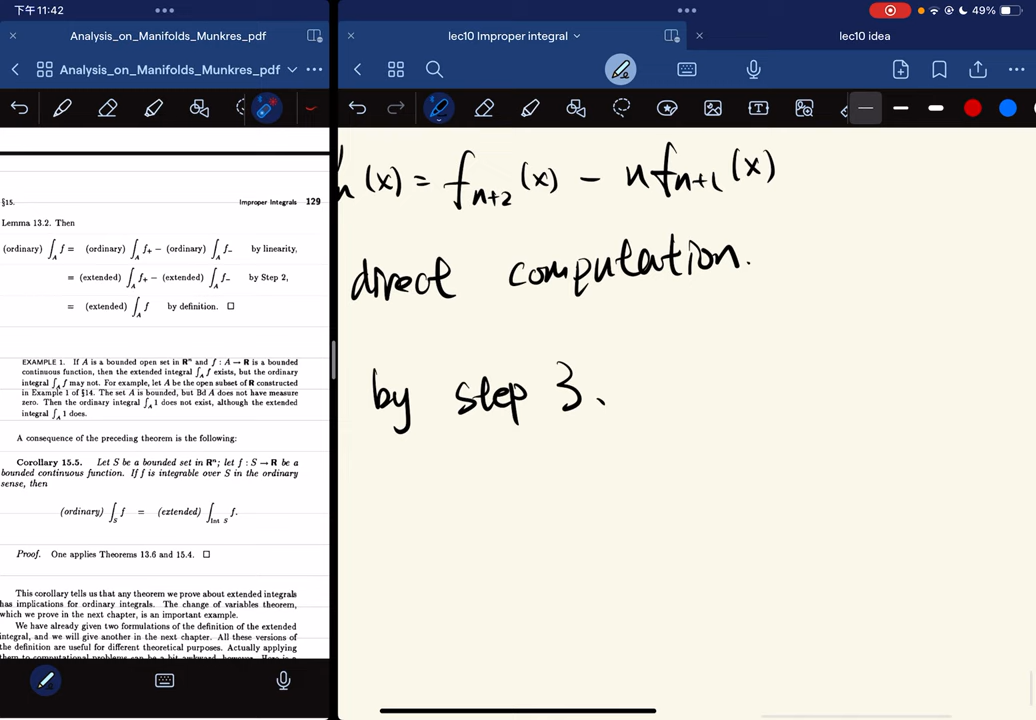 下午11:42
49%
Analysis_on_Manifolds_Munkres_pdf
lec10 Improper integral
lec10 idea
Analysis_on_Manifolds_Munkres_pdf
§15. Improper Integrals 129
Lemma 13.2. Then
(ordinary) ∫_A f = (ordinary) ∫_A f₊ − (ordinary) ∫_A f₋ by linearity,
= (extended) ∫_A f₊ − (extended) ∫_A f₋ by Step 2,
= (extended) ∫_A f by definition. □
EXAMPLE 1. If A is a bounded open set in Rⁿ and f : A → R is a bounded
continuous function, then the extended integral ∫_A f exists, but the ordinary
integral ∫_A f may not. For example, let A be the open subset of R constructed
in Example 1 of §14. The set A is bounded, but Bd A does not have measure
zero. Then the ordinary integral ∫_A 1 does not exist, although the extended
integral ∫_A 1 does.
A consequence of the preceding theorem is the following:
Corollary 15.5. Let S be a bounded set in Rⁿ; let f : S → R be a
bounded continuous function. If f is integrable over S in the ordinary
sense, then
(ordinary) ∫_S f = (extended) ∫_{Int S} f.
Proof. One applies Theorems 13.6 and 15.4. □
This corollary tells us that any theorem we prove about extended integrals
has implications for ordinary integrals. The change of variables theorem,
which we prove in the next chapter, is an important example.
We have already given two formulations of the definition of the extended
integral, and we will give another in the next chapter. All these versions of
the definition are useful for different theoretical purposes. Actually applying
(x) = f_{n+2}(x) − n f_{n+1}(x)
direct computation.
by step 3.